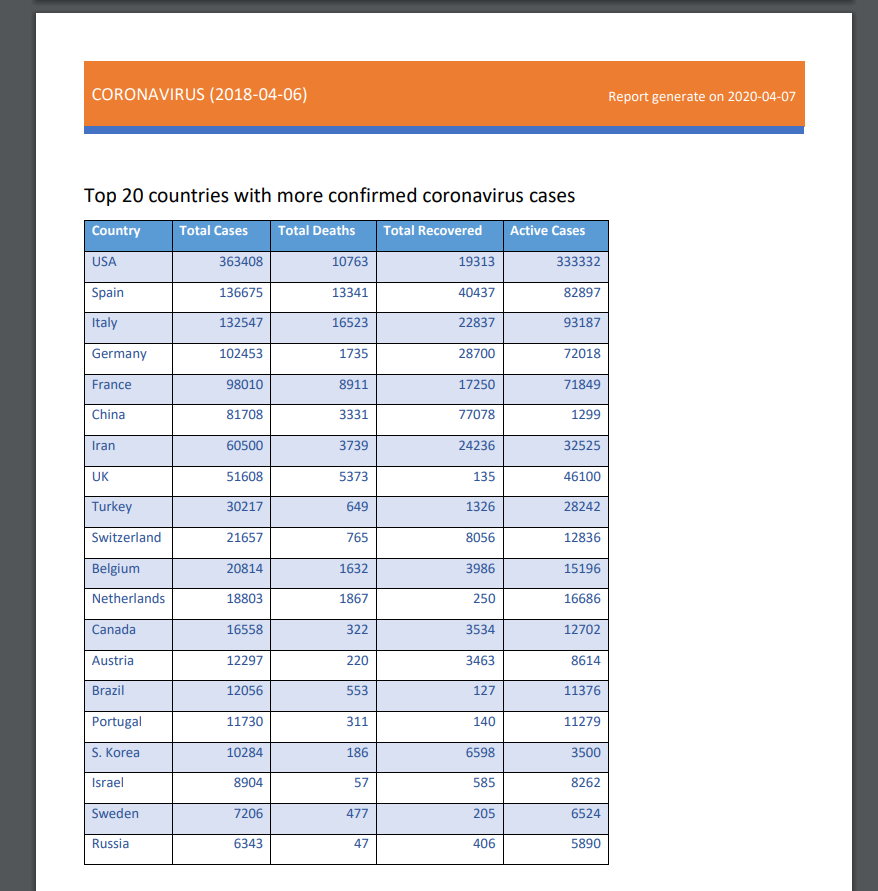 CORONAVIRUS (2018-04-06) Report generate on 2020-04-07
Top 20 countries with more confirmed coronavirus cases
Country Total Cases Total Deaths Total Recovered Active Cases
USA 363408 10763 19313 333332
Spain 136675 13341 40437 82897
Italy 132547 16523 22837 93187
Germany 102453 1735 28700 72018
France 98010 8911 17250 71849
China 81708 3331 77078 1299
Iran 60500 3739 24236 32525
UK 51608 5373 135 46100
Turkey 30217 649 1326 28242
Switzerland 21657 765 8056 12836
Belgium 20814 1632 3986 15196
Netherlands 18803 1867 250 16686
Canada 16558 322 3534 12702
Austria 12297 220 3463 8614
Brazil 12056 553 127 11376
Portugal 11730 311 140 11279
S. Korea 10284 186 6598 3500
Israel 8904 57 585 8262
Sweden 7206 477 205 6524
Russia 6343 47 406 5890